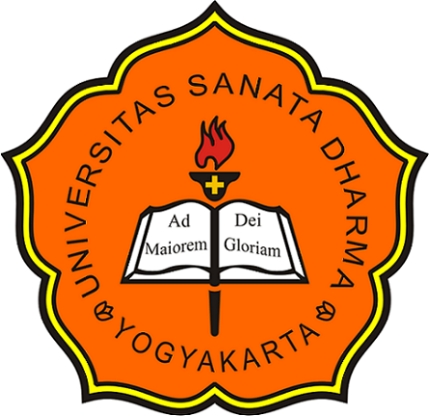 UNIVERSITAS SANATA DHARMA
Ad Dei
Maiorem Gloriam
YOGYAKARTA